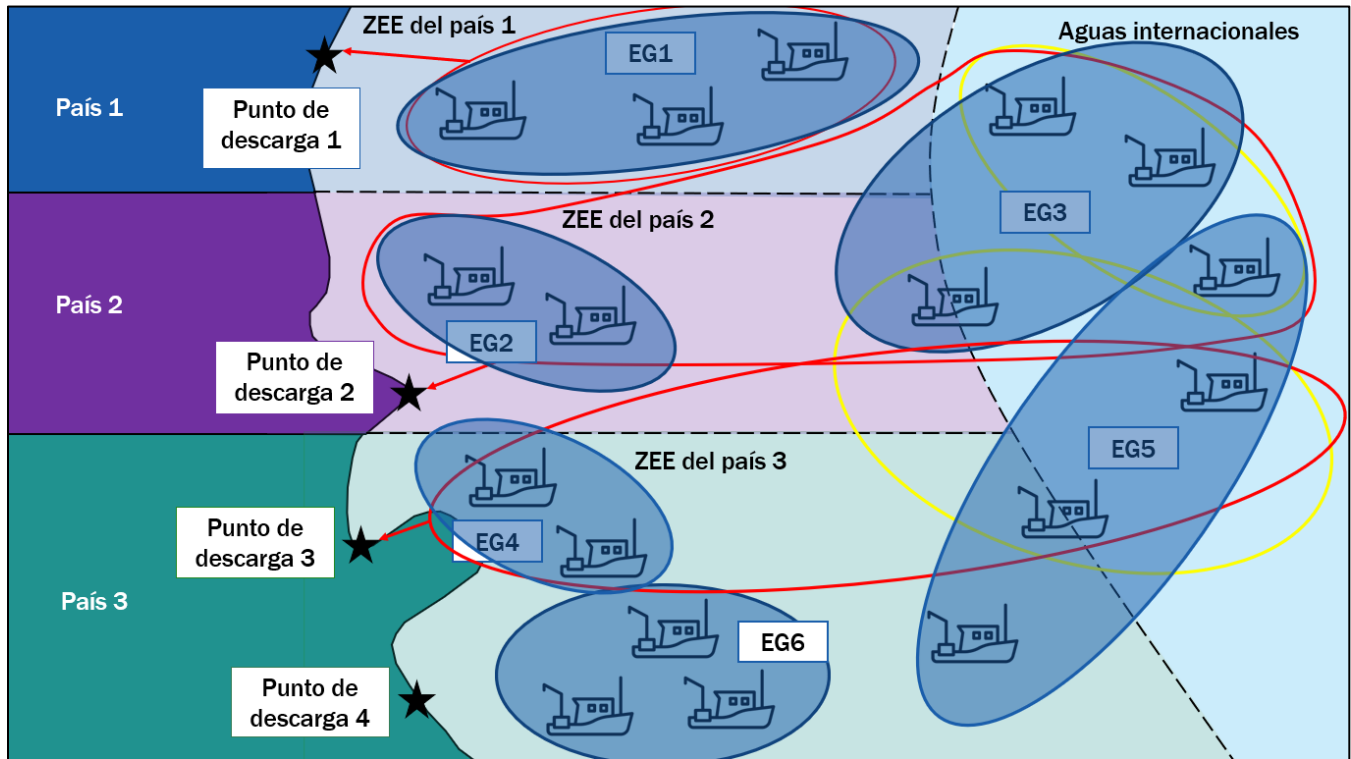 ZEE del país 1
Aguas internacionales
EG1
País 1
Punto de
descarga 1
EG3
ZEE del país 2
País 2
EG2
Punto de
descarga 2
EG5
ZEE del país 3
Punto de
descarga 3
EG4
País 3
EG6
Punto de
descarga 4